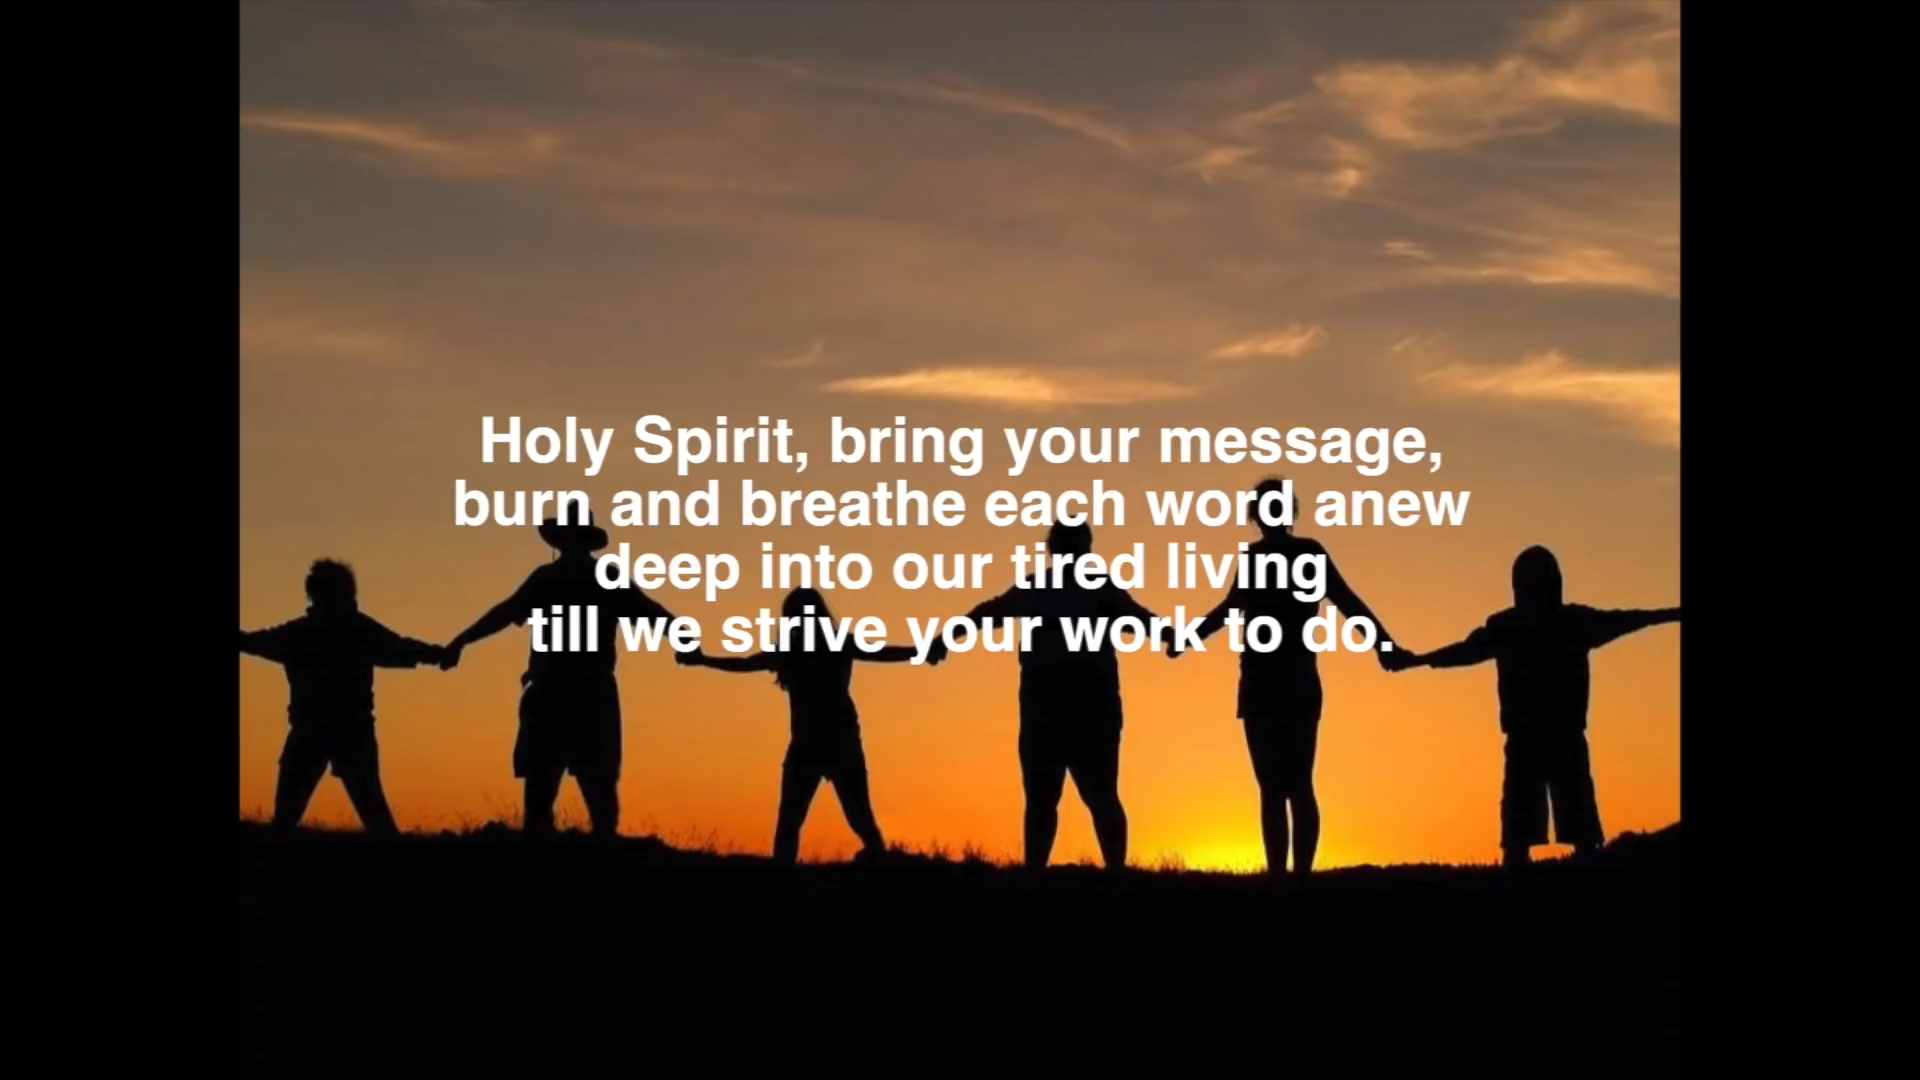 Holy Spirit, bring your message,
burn and breathe each word anew
deep into our tired living
till we strive your work to do.